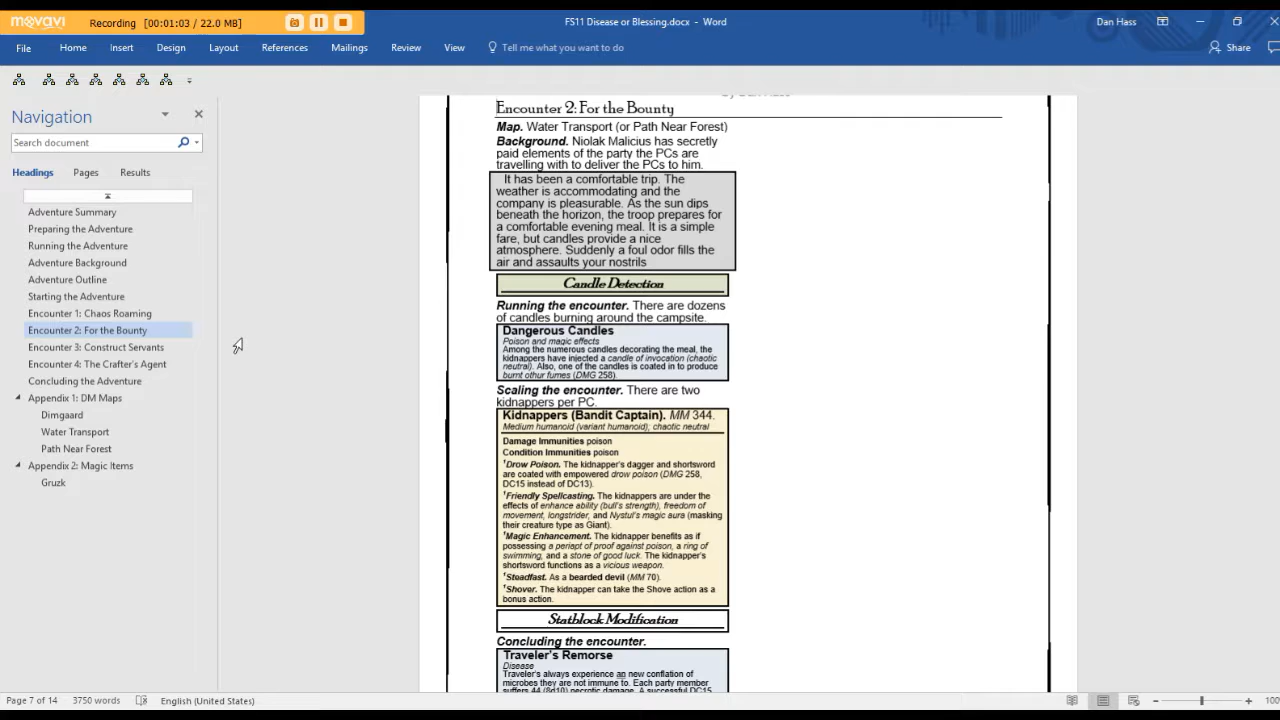 movavi Recording (00:01:03 / 22.0 MB)
FS11 Disease or Blessing.docx - Word
Dan Hass
File Home Insert Design Layout References Mailings Review View Tell me what you want to do Share
Navigation
Search document
Headings Pages Results
Adventure Summary
Preparing the Adventure
Running the Adventure
Adventure Background
Adventure Outline
Starting the Adventure
Encounter 1: Chaos Roaming
Encounter 2: For the Bounty
Encounter 3: Construct Servants
Encounter 4: The Crafter's Agent
Concluding the Adventure
Appendix 1: DM Maps
Dimgaard
Water Transport
Path Near Forest
Appendix 2: Magic Items
Gruzk
By Dan Hass
Encounter 2: For the Bounty
Map. Water Transport (or Path Near Forest)
Background. Niolak Malicius has secretly
paid elements of the party the PCs are
travelling with to deliver the PCs to him.
It has been a comfortable trip. The
weather is accommodating and the
company is pleasurable. As the sun dips
beneath the horizon, the troop prepares for
a comfortable evening meal. It is a simple
fare, but candles provide a nice
atmosphere. Suddenly a foul odor fills the
air and assaults your nostrils
Candle Detection
Running the encounter. There are dozens
of candles burning around the campsite.
Dangerous Candles
Poison and magic effects
Among the numerous candles decorating the meal, the
kidnappers have injected a candle of invocation (chaotic
neutral). Also, one of the candles is coated in to produce
burnt othur fumes (DMG 258).
Scaling the encounter. There are two
kidnappers per PC.
Kidnappers (Bandit Captain). MM 344.
Medium humanoid (variant humanoid), chaotic neutral
Damage Immunities poison
Condition Immunities poison
†Drow Poison. The kidnapper's dagger and shortsword
are coated with empowered drow poison (DMG 258,
DC15 instead of DC13).
†Friendly Spellcasting. The kidnappers are under the
effects of enhance ability (bull's strength), freedom of
movement, longstrider, and Nystul's magic aura (masking
their creature type as Giant).
†Magic Enhancement. The kidnapper benefits as if
possessing a periapt of proof against poison, a ring of
swimming, and a stone of good luck. The kidnapper's
shortsword functions as a vicious weapon.
†Steadfast. As a bearded devil (MM 70).
†Shover. The kidnapper can take the Shove action as a
bonus action.
Statblock Modification
Concluding the encounter.
Traveler's Remorse
Disease
Traveler's always experience an new conflation of
microbes they are not immune to. Each party member
suffers 44 (8d10) necrotic damage. A successful DC15
Page 7 of 14 3750 words English (United States) 100